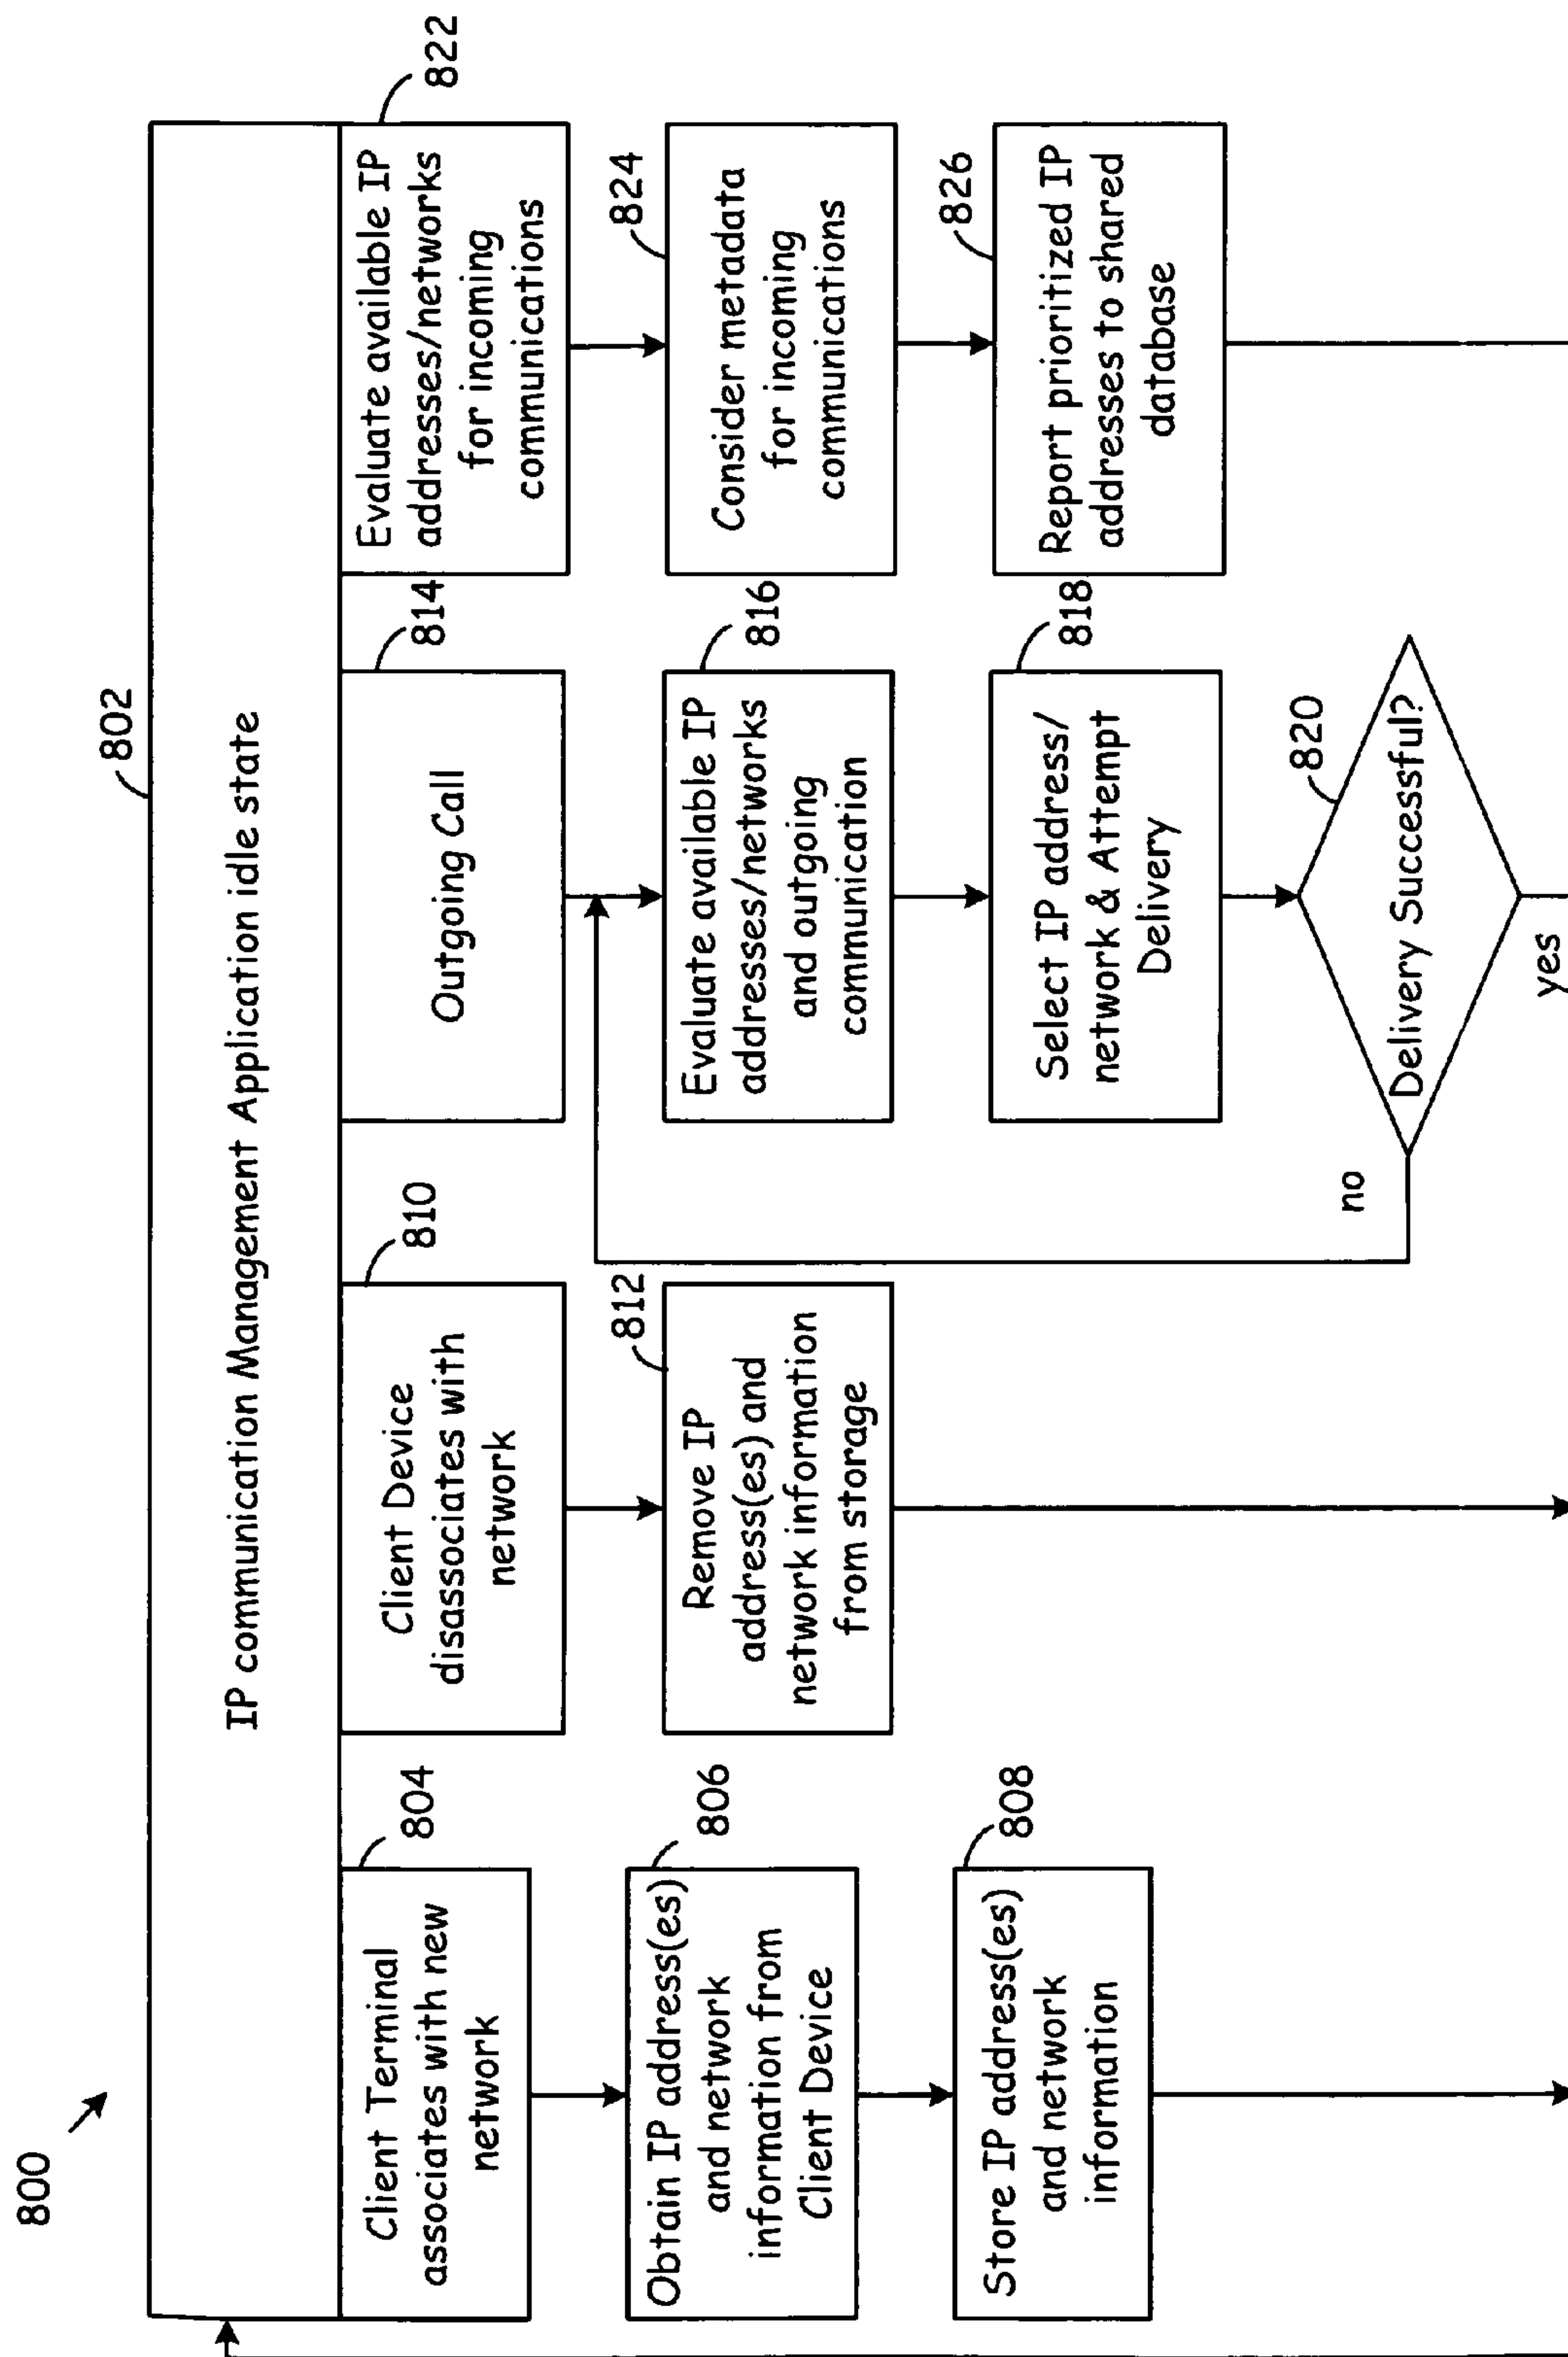 800
802
IP communication Management Application idle state
804
Client Terminal
associates with new
network
806
Obtain IP address(es)
and network
information from
Client Device
808
Store IP address(es)
and network
information
810
Client Device
disassociates with
network
812
Remove IP
address(es) and
network information
from storage
814
Outgoing Call
816
Evaluate available IP
addresses/networks
and outgoing
communication
818
Select IP address/
network & Attempt
Delivery
820
Delivery Successful?
no
yes
822
Evaluate available IP
addresses/networks
for incoming
communications
824
Consider metadata
for incoming
communications
826
Report prioritized IP
addresses to shared
database